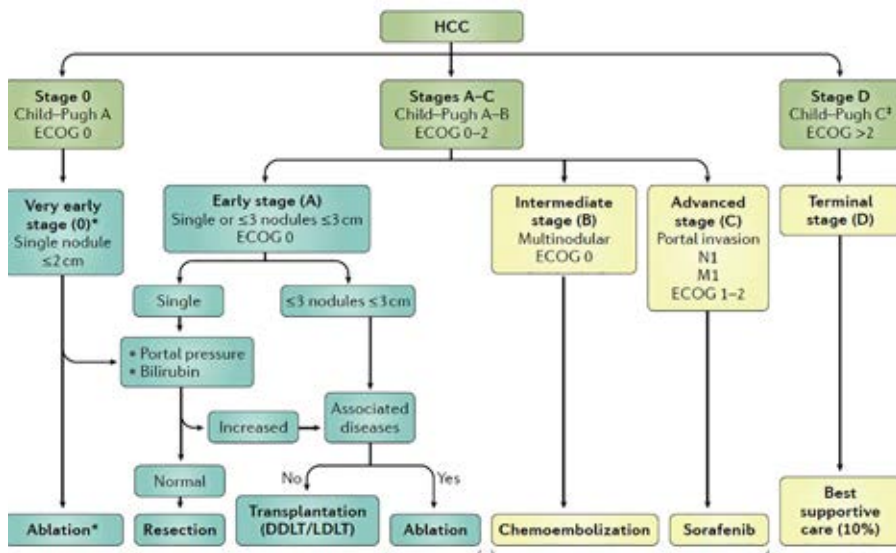 HCC
Stage 0
Child–Pugh A
ECOG 0
Stages A–C
Child–Pugh A–B
ECOG 0–2
Stage D
Child–Pugh C‡
ECOG >2
Very early
stage (0)*
Single nodule
≤2 cm
Early stage (A)
Single or ≤3 nodules ≤3 cm
ECOG 0
Intermediate
stage (B)
Multinodular
ECOG 0
Advanced
stage (C)
Portal invasion
N1
M1
ECOG 1–2
Terminal
stage (D)
Single
≤3 nodules ≤3 cm
• Portal pressure
• Bilirubin
Increased
Associated
diseases
Normal
No
Yes
Ablation*
Resection
Transplantation
(DDLT/LDLT)
Ablation
Chemoembolization
Sorafenib
Best
supportive
care (10%)